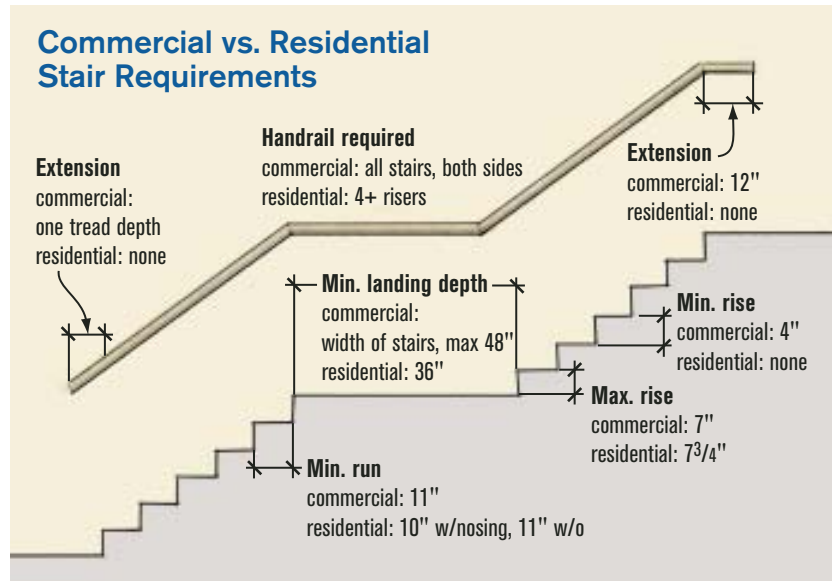 Commercial vs. Residential
Stair Requirements
Extension
commercial:
one tread depth
residential: none
Handrail required
commercial: all stairs, both sides
residential: 4+ risers
Extension
commercial: 12"
residential: none
Min. landing depth
commercial:
width of stairs, max 48"
residential: 36"
Min. rise
commercial: 4"
residential: none
Max. rise
commercial: 7"
residential: 73/4"
Min. run
commercial: 11"
residential: 10" w/nosing, 11" w/o